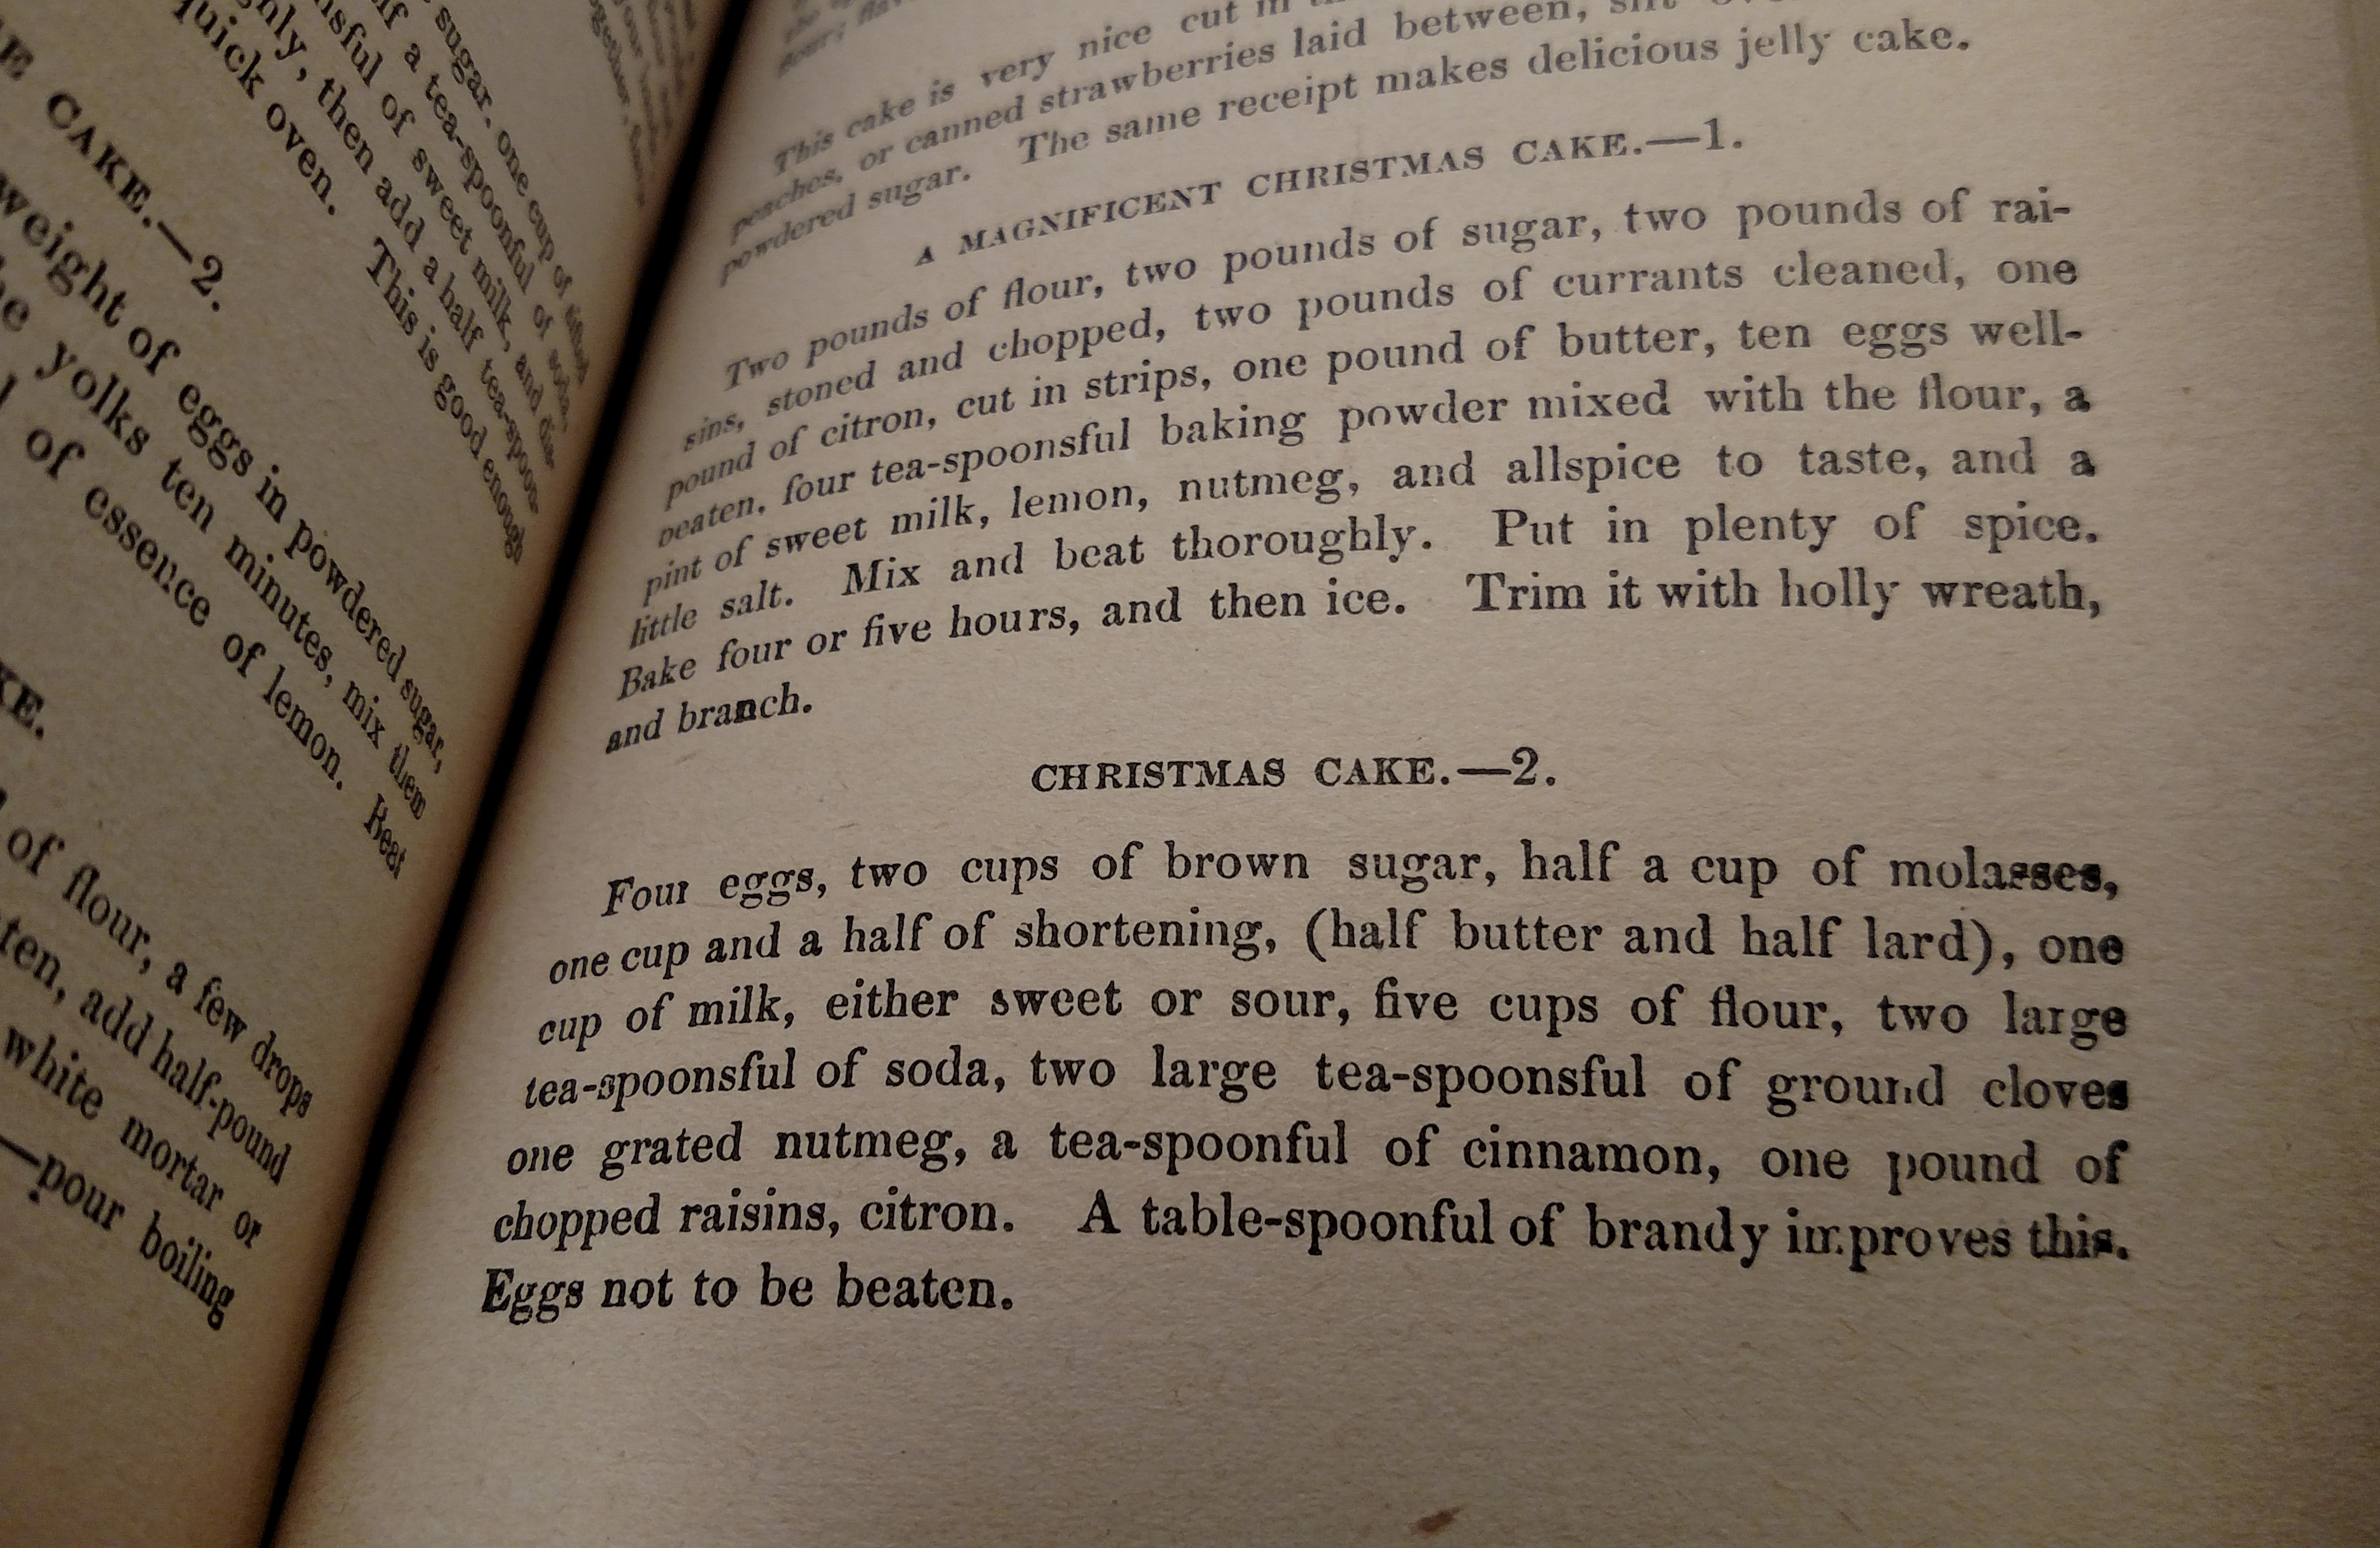 CAKE.—2.
weight of eggs in powdered sugar,
yolks ten minutes, mix them
of essence of lemon. Beat
of flour, a few drops
add half-pound
white mortar or
—pour boiling
sugar, one cup of
a tea-spoonful of
of sweet milk, and
then add a half tea-spoon-
quick oven. This is good enough
This cake is very nice cut in
peaches, or canned strawberries laid between,
powdered sugar. The same receipt makes delicious jelly cake.
A MAGNIFICENT CHRISTMAS CAKE.—1.
Two pounds of flour, two pounds of sugar, two pounds of rai-
sins, stoned and chopped, two pounds of currants cleaned, one
pound of citron, cut in strips, one pound of butter, ten eggs well-
beaten, four tea-spoonsful baking powder mixed with the flour, a
pint of sweet milk, lemon, nutmeg, and allspice to taste, and a
little salt. Mix and beat thoroughly. Put in plenty of spice.
Bake four or five hours, and then ice. Trim it with holly wreath,
and branch.
CHRISTMAS CAKE.—2.
Four eggs, two cups of brown sugar, half a cup of molasses,
one cup and a half of shortening, (half butter and half lard), one
cup of milk, either sweet or sour, five cups of flour, two large
tea-spoonsful of soda, two large tea-spoonsful of ground cloves
one grated nutmeg, a tea-spoonful of cinnamon, one pound of
chopped raisins, citron. A table-spoonful of brandy improves this.
Eggs not to be beaten.